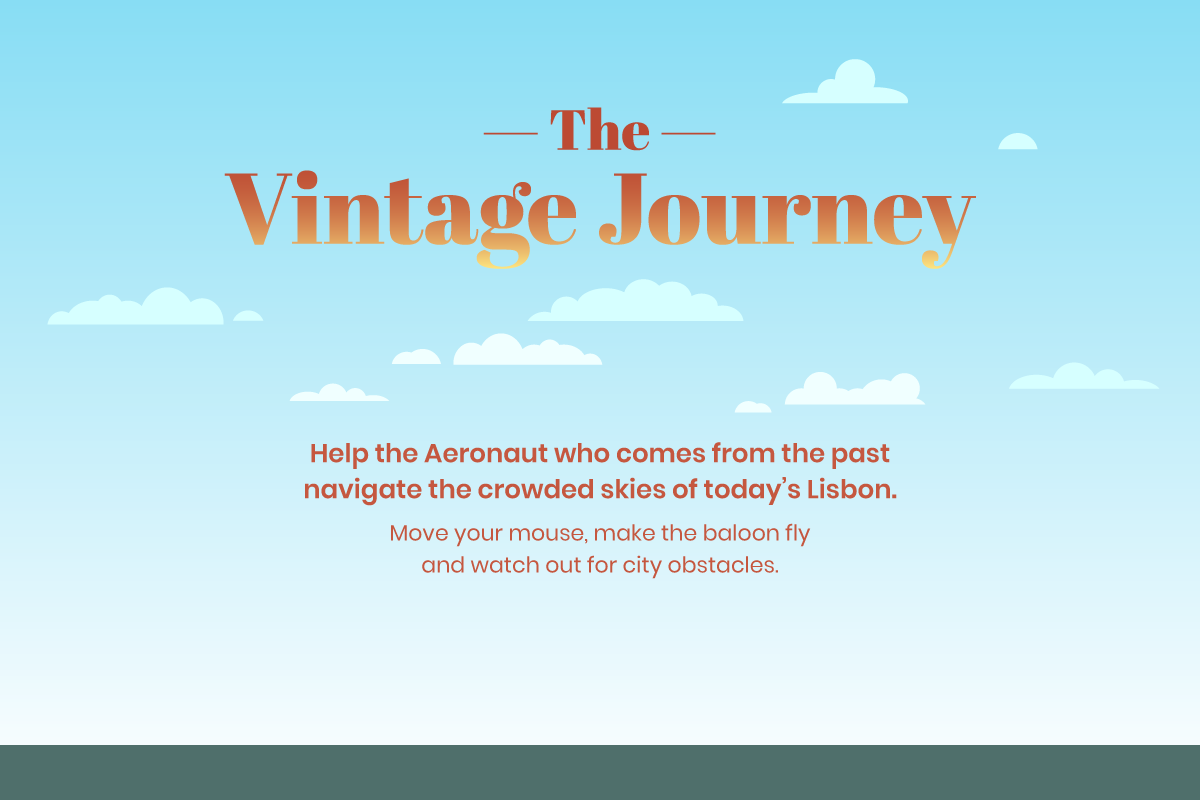 The
Vintage Journey
Help the Aeronaut who comes from the past
navigate the crowded skies of today’s Lisbon.
Move your mouse, make the baloon fly
and watch out for city obstacles.